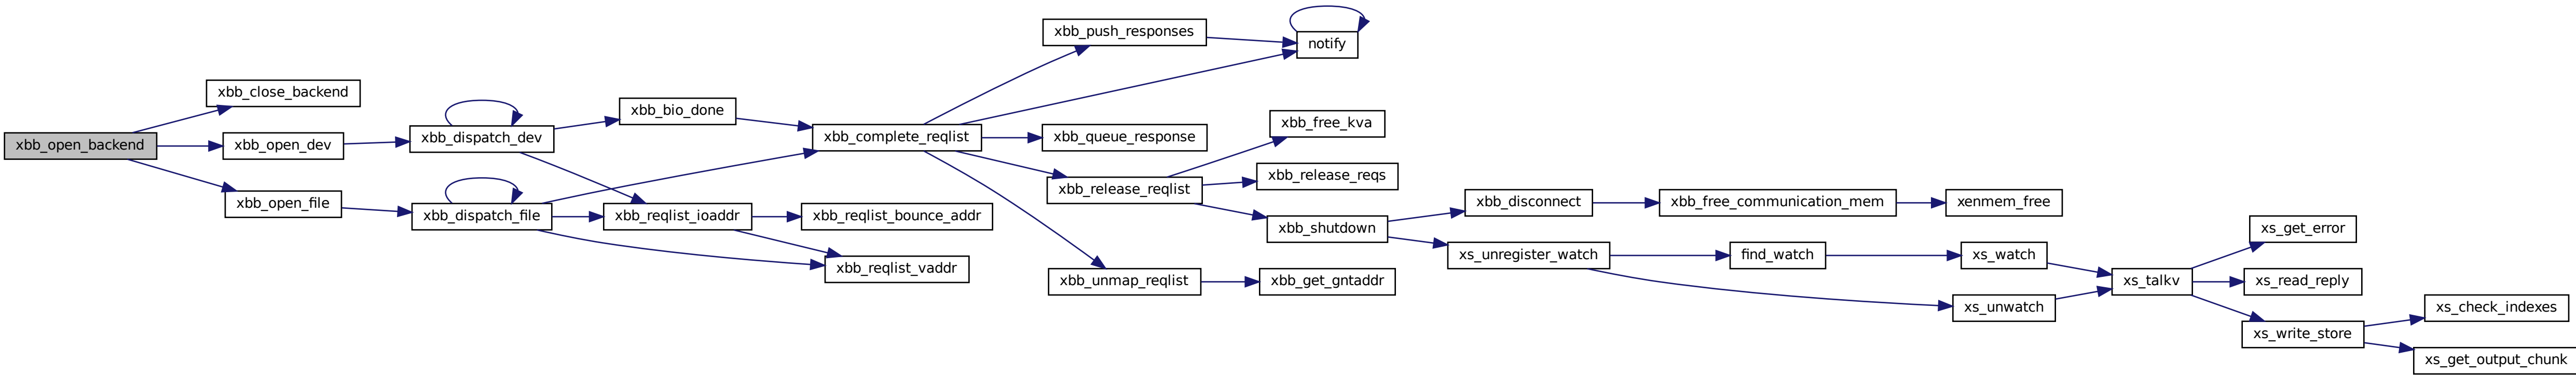 xbb_open_backend
xbb_close_backend
xbb_open_dev
xbb_open_file
xbb_dispatch_dev
xbb_dispatch_file
xbb_bio_done
xbb_reqlist_ioaddr
xbb_complete_reqlist
xbb_reqlist_bounce_addr
xbb_reqlist_vaddr
xbb_push_responses
xbb_queue_response
xbb_release_reqlist
xbb_unmap_reqlist
notify
xbb_free_kva
xbb_release_reqs
xbb_shutdown
xbb_get_gntaddr
xbb_disconnect
xs_unregister_watch
xbb_free_communication_mem
find_watch
xenmem_free
xs_watch
xs_unwatch
xs_talkv
xs_get_error
xs_read_reply
xs_write_store
xs_check_indexes
xs_get_output_chunk